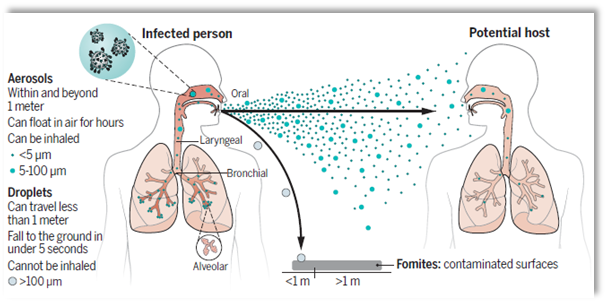 Infected person
Potential host
Aerosols
Within and beyond
1 meter
Can float in air for hours
Can be inhaled
<5 μm
5-100 μm
Droplets
Can travel less
than 1 meter
Fall to the ground in
under 5 seconds
Cannot be inhaled
>100 μm
Oral
Laryngeal
Bronchial
Alveolar
Fomites: contaminated surfaces
<1 m
>1 m